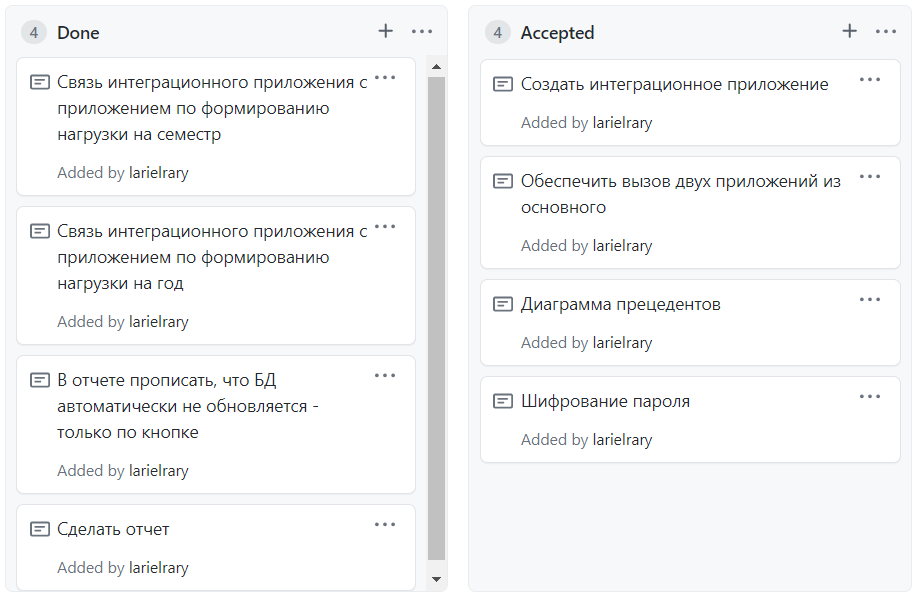 4 Done
Связь интеграционного приложения с
приложением по формированию
нагрузки на семестр
Added by larielrary
Связь интеграционного приложения с
приложением по формированию
нагрузки на год
Added by larielrary
В отчете прописать, что БД
автоматически не обновляется -
только по кнопке
Added by larielrary
Сделать отчет
Added by larielrary
4 Accepted
Создать интеграционное приложение
Added by larielrary
Обеспечить вызов двух приложений из
основного
Added by larielrary
Диаграмма прецедентов
Added by larielrary
Шифрование пароля
Added by larielrary